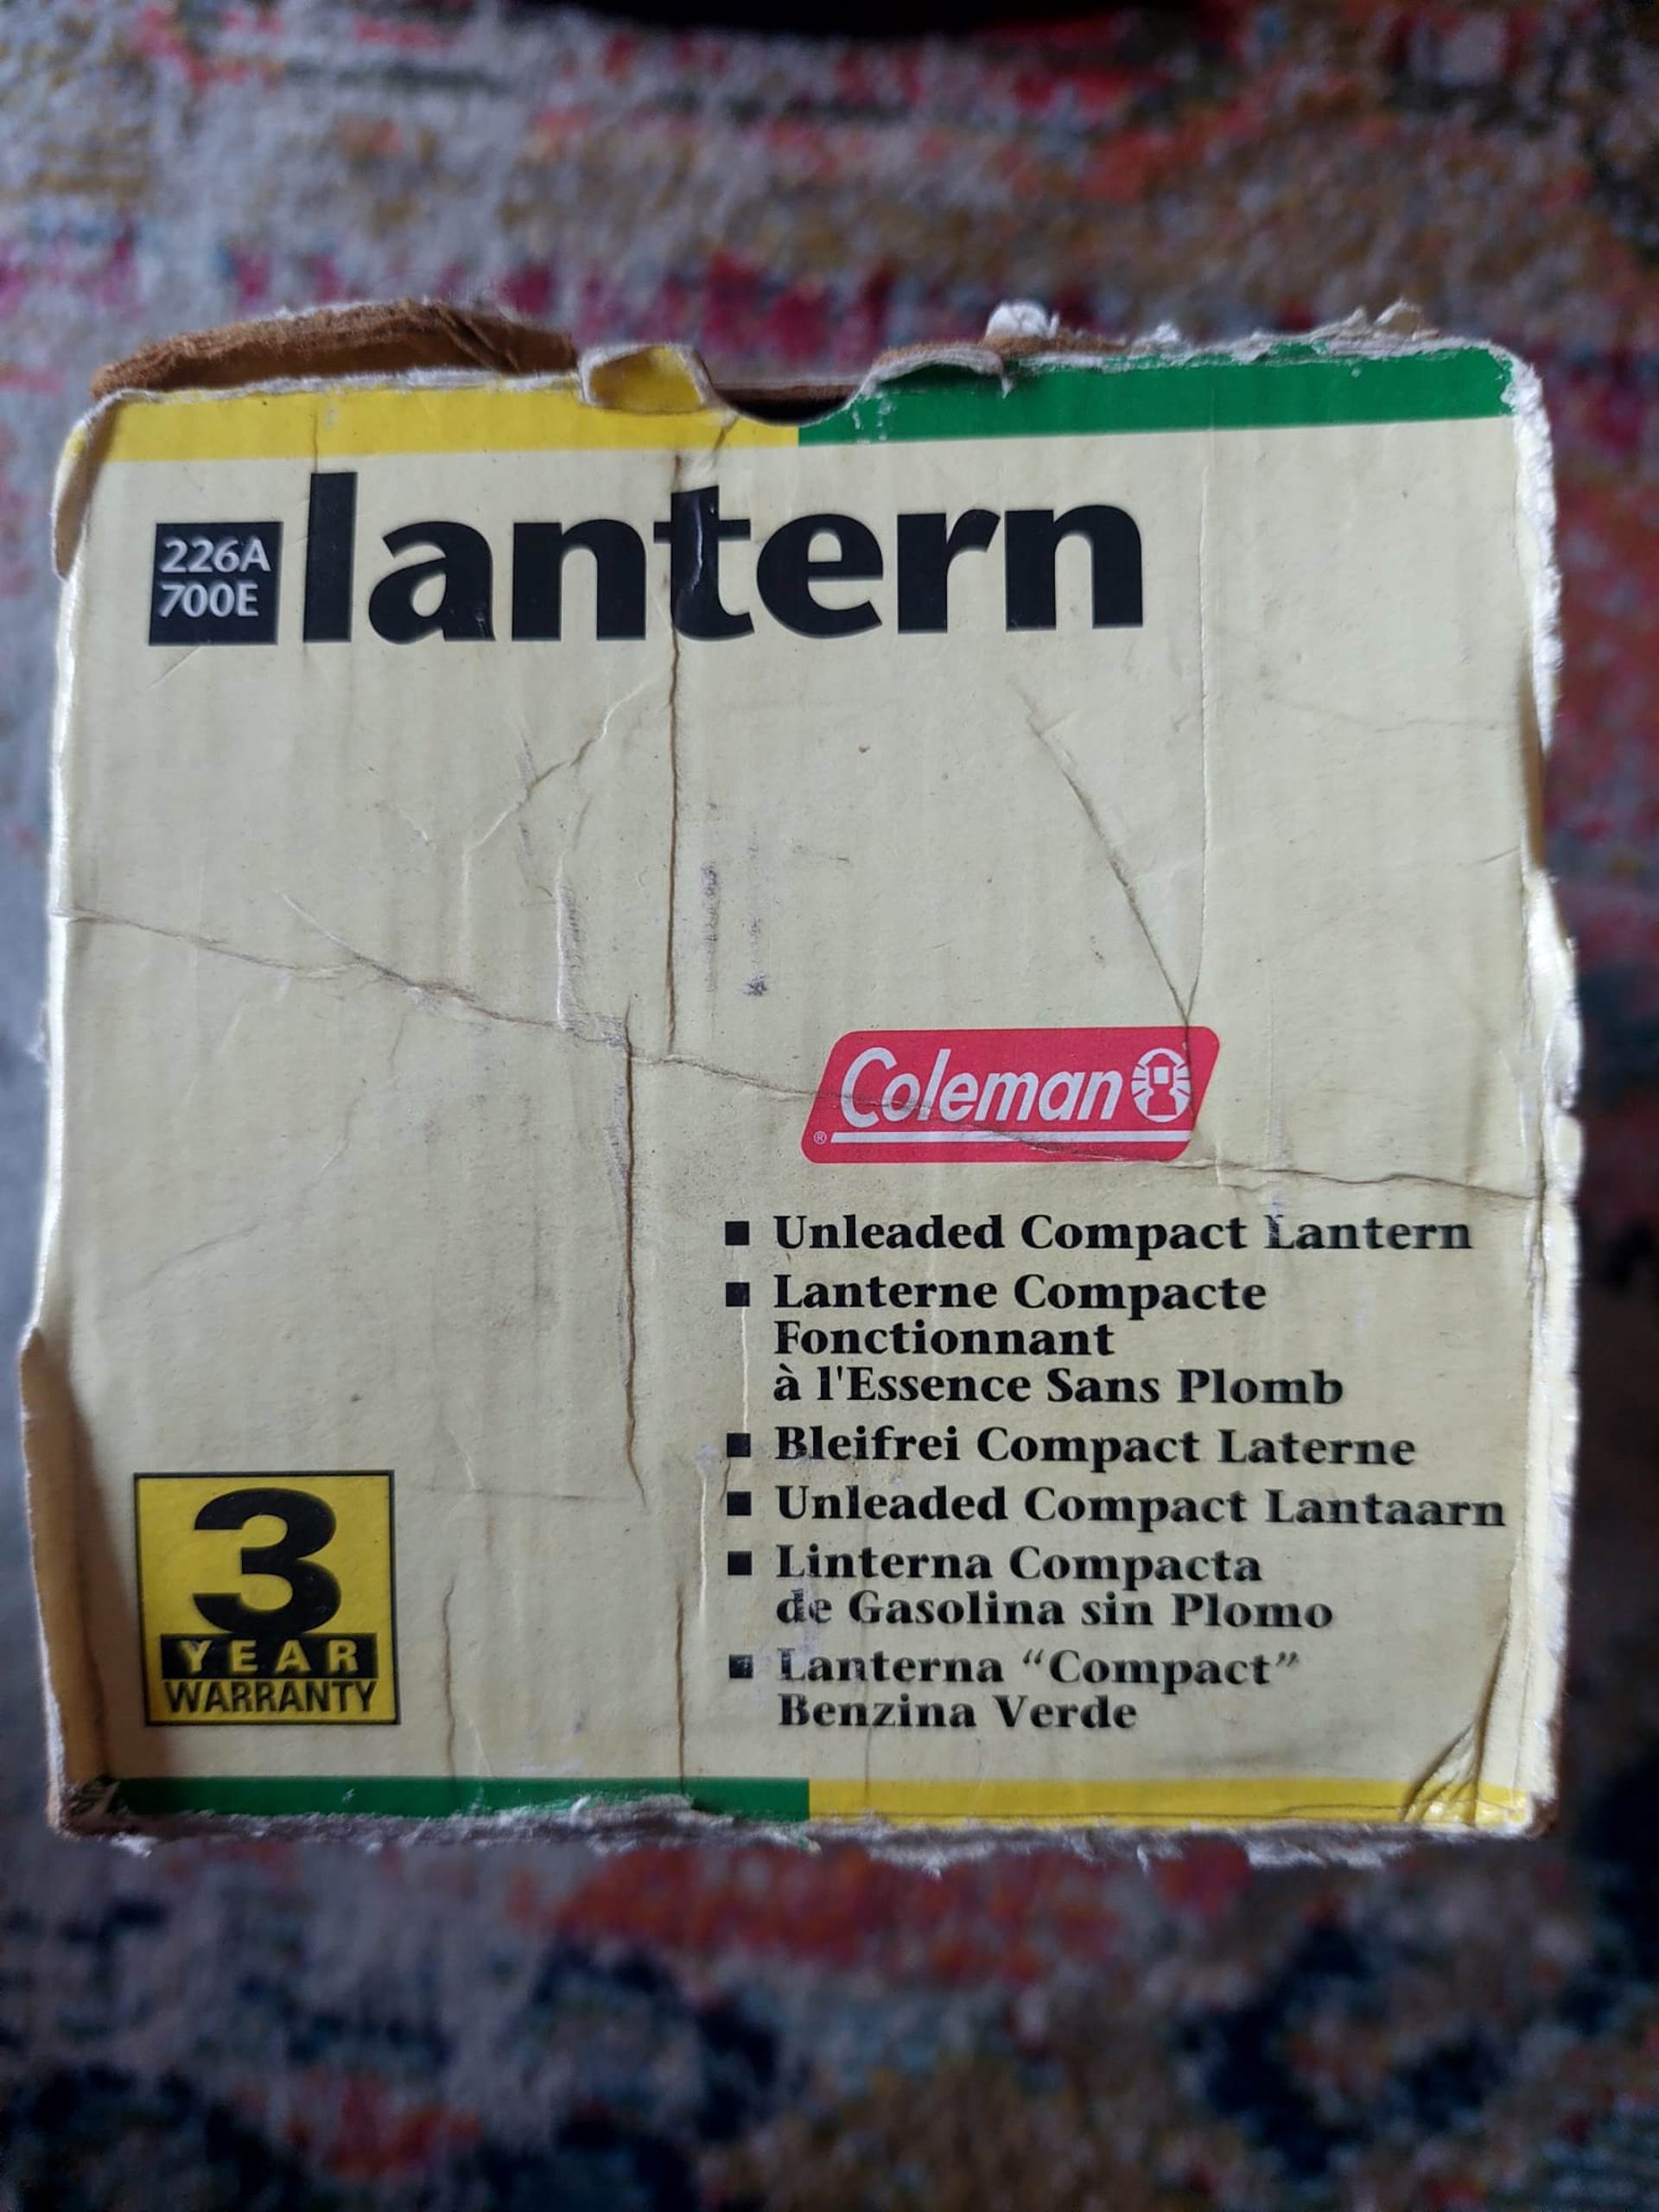 226A
700E
lantern
Coleman
®
■ Unleaded Compact Lantern
■ Lanterne Compacte
Fonctionnant
à l'Essence Sans Plomb
■ Bleifrei Compact Laterne
■ Unleaded Compact Lantaarn
■ Linterna Compacta
de Gasolina sin Plomo
■ Lanterna “Compact”
Benzina Verde
3
YEAR
WARRANTY